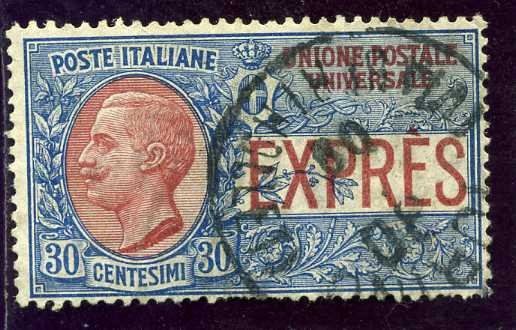 POSTE ITALIANE
UNIONE POSTALE
UNIVERSALE
EXPRÈS
30 CENTESIMI 30